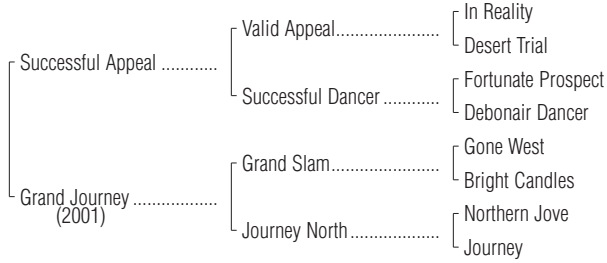 In Reality
Valid Appeal..................
Desert Trial
Successful Appeal ............
Fortunate Prospect
Successful Dancer ............
Debonair Dancer
Gone West
Grand Slam....................
Bright Candles
Grand Journey ..................
(2001)
Northern Jove
Journey North..................
Journey